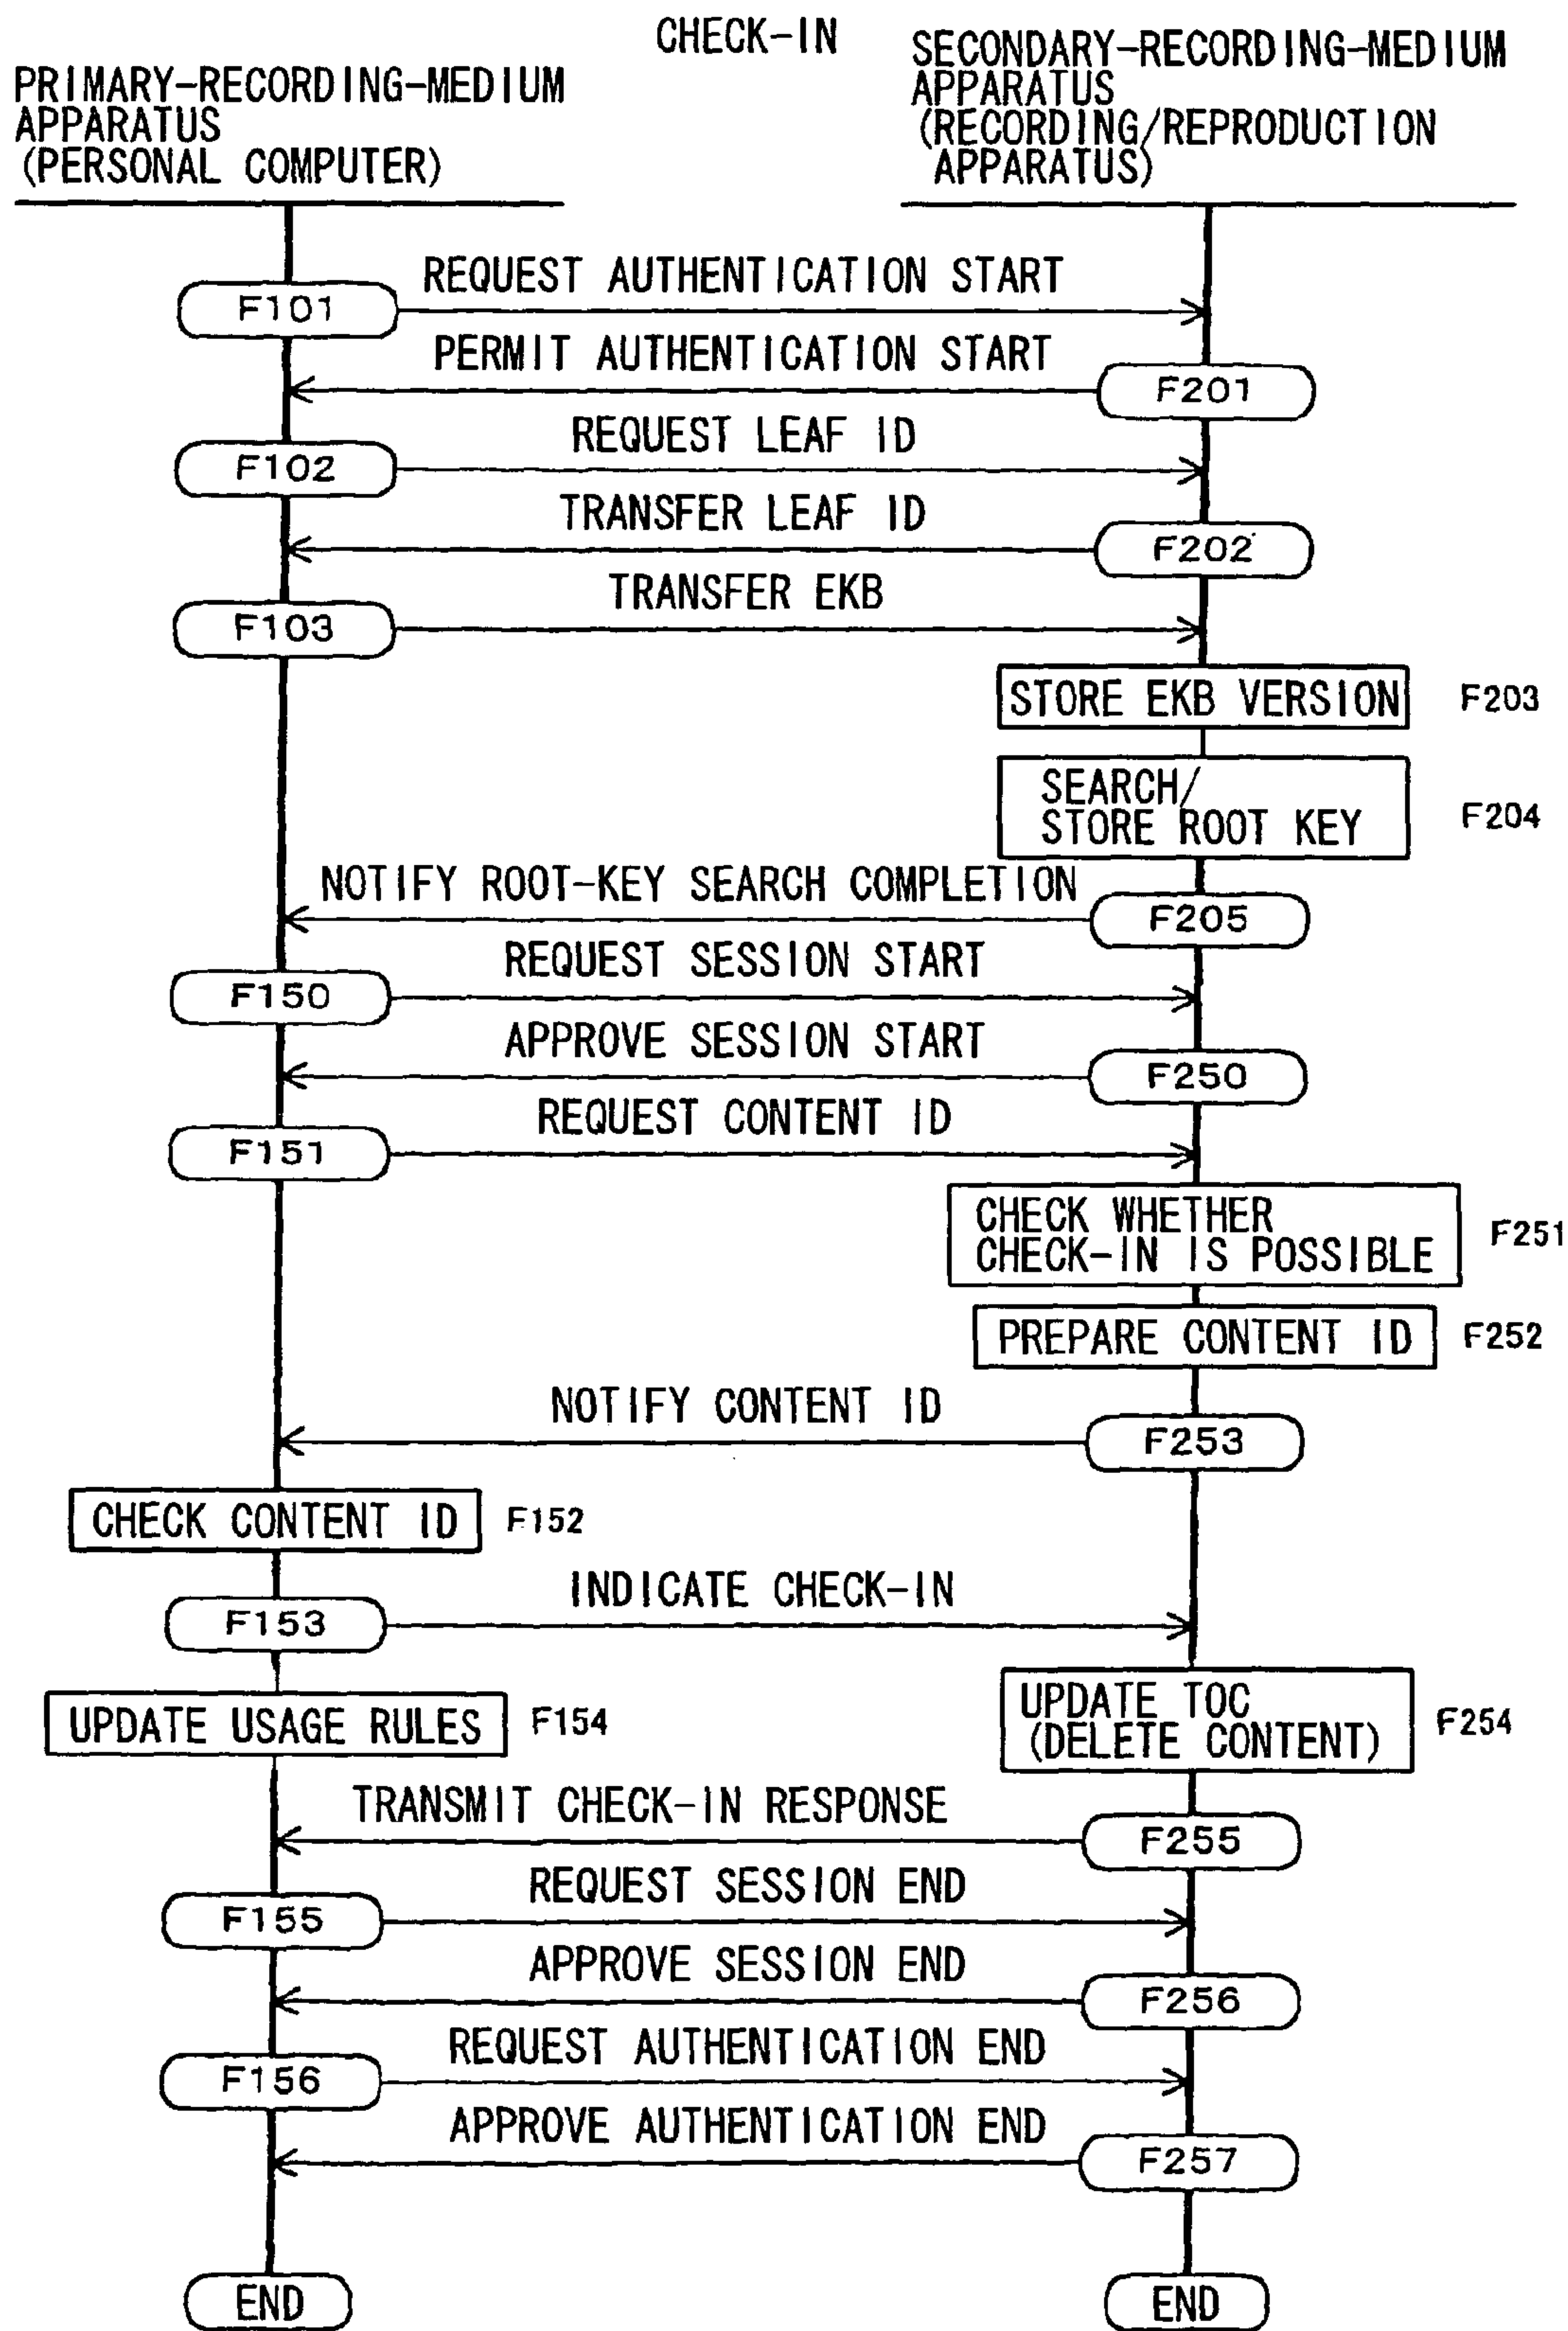 CHECK-IN
PRIMARY-RECORDING-MEDIUM
APPARATUS
(PERSONAL COMPUTER)
SECONDARY-RECORDING-MEDIUM
APPARATUS
(RECORDING/REPRODUCTION
APPARATUS)
REQUEST AUTHENTICATION START
F101
PERMIT AUTHENTICATION START
F201
REQUEST LEAF ID
F102
TRANSFER LEAF ID
F202
TRANSFER EKB
F103
STORE EKB VERSION
F203
SEARCH/
STORE ROOT KEY
F204
NOTIFY ROOT-KEY SEARCH COMPLETION
F205
REQUEST SESSION START
F150
APPROVE SESSION START
F250
REQUEST CONTENT ID
F151
CHECK WHETHER
CHECK-IN IS POSSIBLE
F251
PREPARE CONTENT ID
F252
NOTIFY CONTENT ID
F253
CHECK CONTENT ID
F152
INDICATE CHECK-IN
F153
UPDATE USAGE RULES
F154
UPDATE TOC
(DELETE CONTENT)
F254
TRANSMIT CHECK-IN RESPONSE
F255
REQUEST SESSION END
F155
APPROVE SESSION END
F256
REQUEST AUTHENTICATION END
F156
APPROVE AUTHENTICATION END
F257
END
END